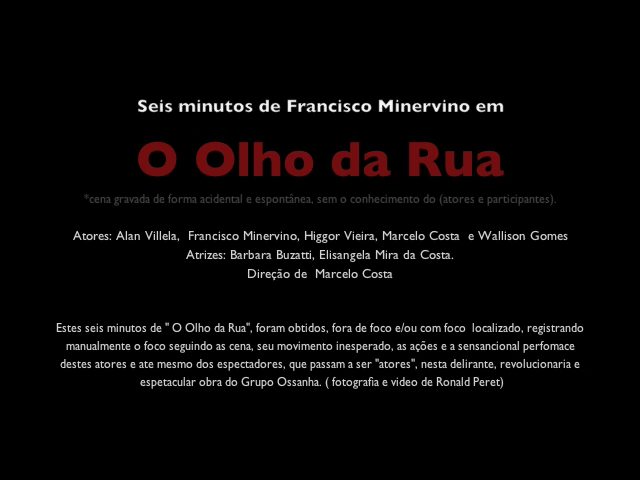 Seis minutos de Francisco Minervino em
O Olho da Rua
*cena gravada de forma acidental e espontânea, sem o conhecimento do (atores e participantes).
Atores: Alan Villela, Francisco Minervino, Higgor Vieira, Marcelo Costa e Wallison Gomes
Atrizes: Barbara Buzatti, Elisangela Mira da Costa.
Direção de Marcelo Costa
Estes seis minutos de " O Olho da Rua", foram obtidos, fora de foco e/ou com foco localizado, registrando
manualmente o foco seguindo as cena, seu movimento inesperado, as ações e a sensancional perfomace
destes atores e ate mesmo dos espectadores, que passam a ser "atores", nesta delirante, revolucionaria e
espetacular obra do Grupo Ossanha. ( fotografia e video de Ronald Peret)